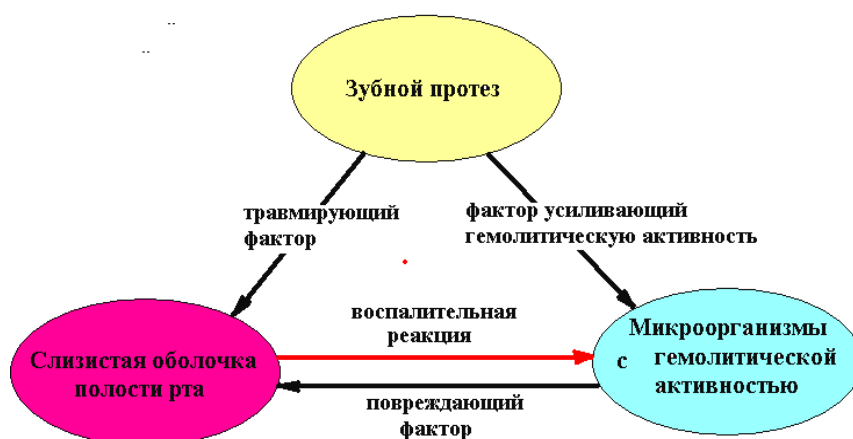 Зубной протез
травмирующий
фактор
фактор усиливающий
гемолитическую активность
воспалительная
реакция
Слизистая оболочка
полости рта
Микроорганизмы
с гемолитической
активностью
повреждающий
фактор